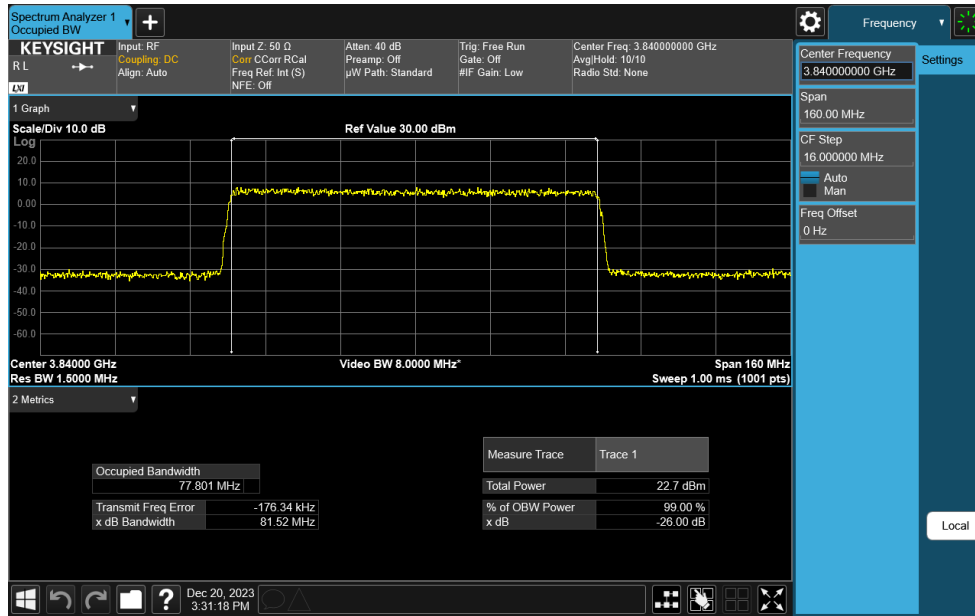 Spectrum Analyzer 1
Occupied BW
Frequency
KEYSIGHT
R L
LXI
Input: RF
Coupling: DC
Align: Auto
Input Z: 50 Ω
Corr CCorr RCal
Freq Ref: Int (S)
NFE: Off
Atten: 40 dB
Preamp: Off
µW Path: Standard
Trig: Free Run
Gate: Off
#IF Gain: Low
Center Freq: 3.840000000 GHz
Avg|Hold: 10/10
Radio Std: None
Center Frequency
3.840000000 GHz
Settings
Span
160.00 MHz
CF Step
16.000000 MHz
Auto
Man
Freq Offset
0 Hz
Local
1 Graph
Scale/Div 10.0 dB
Ref Value 30.00 dBm
Log
20.0
10.0
0.00
-10.0
-20.0
-30.0
-40.0
-50.0
-60.0
Center 3.84000 GHz
Video BW 8.0000 MHz*
Span 160 MHz
Res BW 1.5000 MHz
Sweep 1.00 ms (1001 pts)
2 Metrics
Occupied Bandwidth
77.801 MHz
Transmit Freq Error -176.34 kHz
x dB Bandwidth 81.52 MHz
Measure Trace Trace 1
Total Power 22.7 dBm
% of OBW Power 99.00 %
x dB -26.00 dB
?
Dec 20, 2023
3:31:18 PM